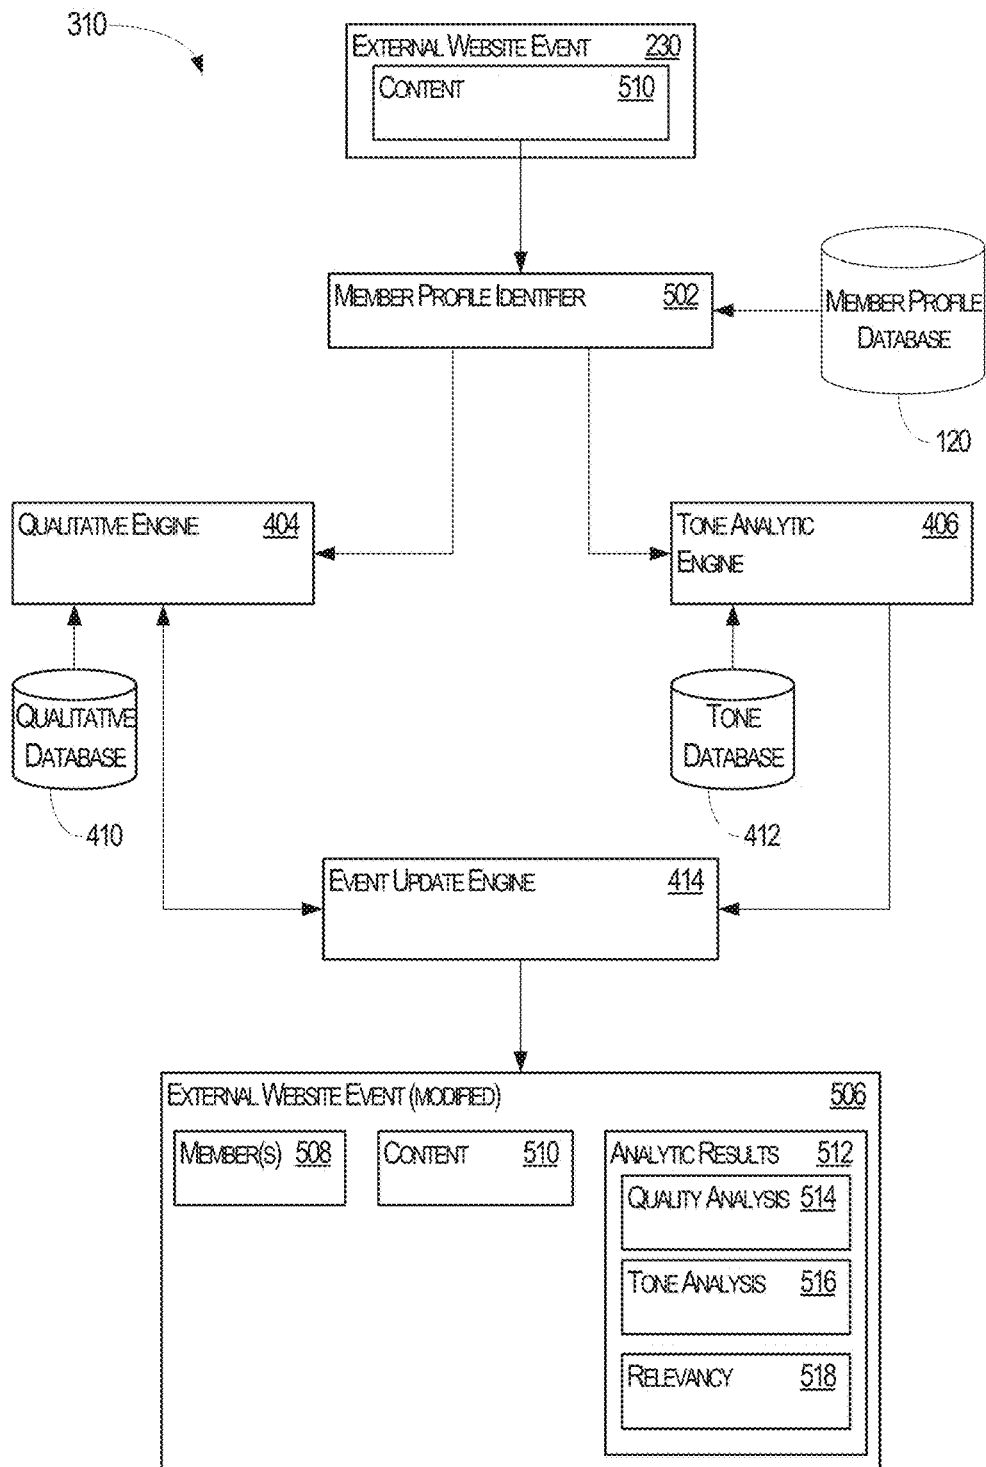 310
EXTERNAL WEBSITE EVENT 230
CONTENT 510
MEMBER PROFILE IDENTIFIER 502
MEMBER PROFILE
DATABASE
120
QUALITATIVE ENGINE 404
TONE ANALYTIC 406
ENGINE
QUALITATIVE
DATABASE
410
TONE
DATABASE
412
EVENT UPDATE ENGINE 414
EXTERNAL WEBSITE EVENT (MODIFIED) 506
MEMBER(S) 508
CONTENT 510
ANALYTIC RESULTS 512
QUALITY ANALYSIS 514
TONE ANALYSIS 516
RELEVANCY 518